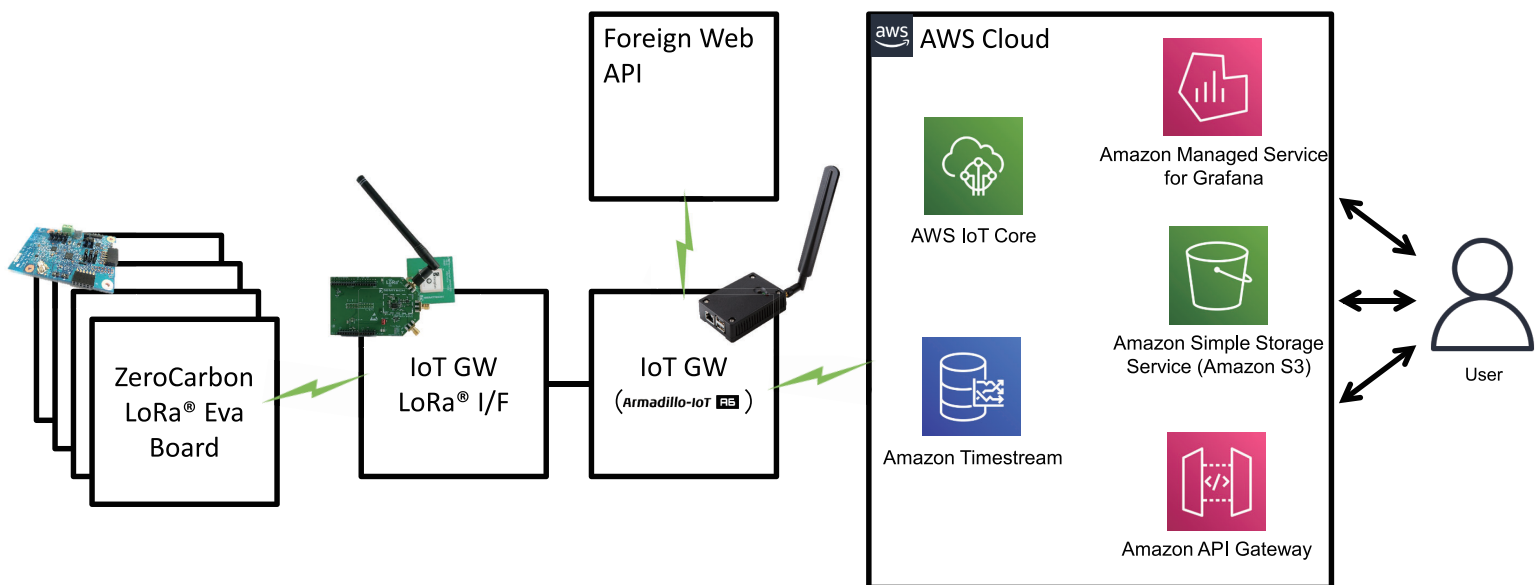 Foreign Web
API
aws
AWS Cloud
Amazon Managed Service
for Grafana
AWS IoT Core
ZeroCarbon
LoRa® Eva
Board
IoT GW
LoRa® I/F
IoT GW
(Armadillo-IoT A6)
Amazon Simple Storage
Service (Amazon S3)
User
Amazon Timestream
Amazon API Gateway